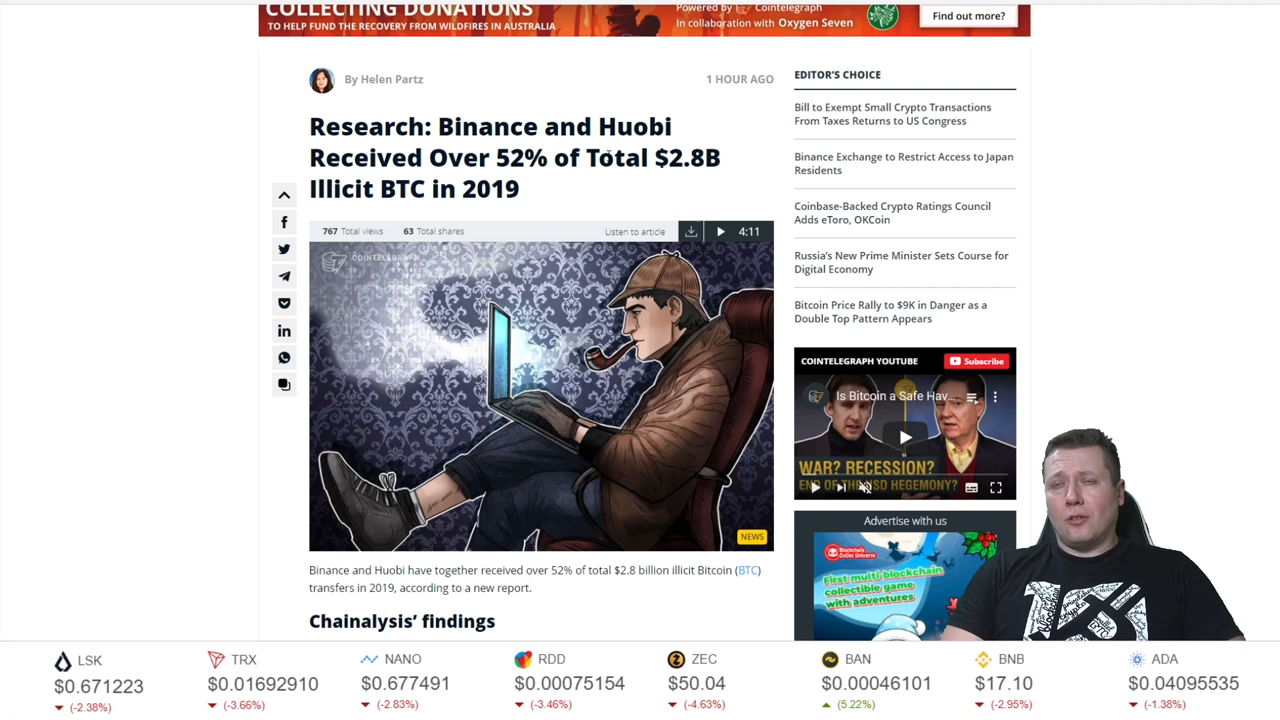 COLLECTING DONATIONS
TO HELP FUND THE RECOVERY FROM WILDFIRES IN AUSTRALIA
Powered by Cointelegraph
In collaboration with Oxygen Seven
Find out more?
By Helen Partz
1 HOUR AGO
Research: Binance and Huobi
Received Over 52% of Total $2.8B
Illicit BTC in 2019
767 Total views
63 Total shares
Listen to article
4:11
COINTELEGRAPH
NEWS
Binance and Huobi have together received over 52% of total $2.8 billion illicit Bitcoin (BTC)
transfers in 2019, according to a new report.
Chainalysis’ findings
EDITOR’S CHOICE
Bill to Exempt Small Crypto Transactions
From Taxes Returns to US Congress
Binance Exchange to Restrict Access to Japan
Residents
Coinbase-Backed Crypto Ratings Council
Adds eToro, OKCoin
Russia’s New Prime Minister Sets Course for
Digital Economy
Bitcoin Price Rally to $9K in Danger as a
Double Top Pattern Appears
COINTELEGRAPH YOUTUBE
Subscribe
Is Bitcoin a Safe Hav...
WAR? RECESSION?
END OF THE USD HEGEMONY?
Advertise with us
First multi blockchain
collectible game
with adventures
LSK
$0.671223
(-2.38%)
TRX
$0.01692910
(-3.66%)
NANO
$0.677491
(-2.83%)
RDD
$0.00075154
(-3.46%)
ZEC
$50.04
(-4.63%)
BAN
$0.00046101
(5.22%)
BNB
$17.10
(-2.95%)
ADA
$0.04095535
(-1.38%)